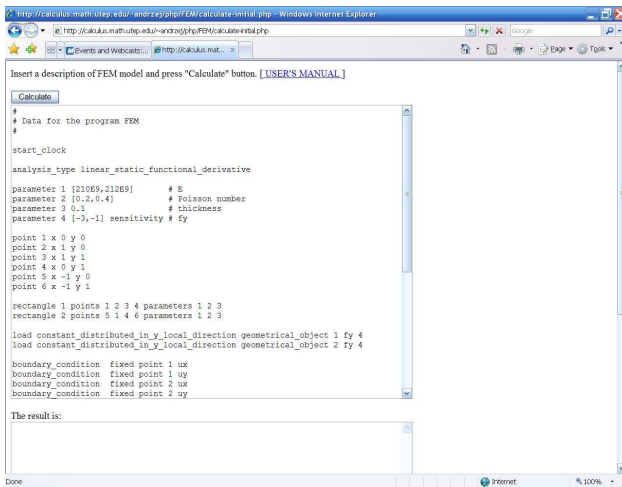 http://calculus.math.utep.edu/~andrzej/php/FEM/calculate-initial.php - Windows Internet Explorer
http://calculus.math.utep.edu/~andrzej/php/FEM/calculate-initial.php
Google
Events and Webcasts:...
http://calculus.mat...
Page
Tools
Insert a description of FEM model and press "Calculate" button. [ USER'S MANUAL ]
Calculate
#
# Data for the program FEM
#
start_clock
analysis_type linear_static_functional_derivative
parameter 1 [210E9,212E9] # E
parameter 2 [0.2,0.4] # Poisson number
parameter 3 0.1 # thickness
parameter 4 [-3,-1] sensitivity # fy
point 1 x 0 y 0
point 2 x 1 y 0
point 3 x 1 y 1
point 4 x 0 y 1
point 5 x -1 y 0
point 6 x -1 y 1
rectangle 1 points 1 2 3 4 parameters 1 2 3
rectangle 2 points 5 1 4 6 parameters 1 2 3
load constant_distributed_in_y_local_direction geometrical_object 1 fy 4
load constant_distributed_in_y_local_direction geometrical_object 2 fy 4
boundary_condition fixed point 1 ux
boundary_condition fixed point 1 uy
boundary_condition fixed point 2 ux
boundary_condition fixed point 2 uy
The result is:
Done
Internet
100%